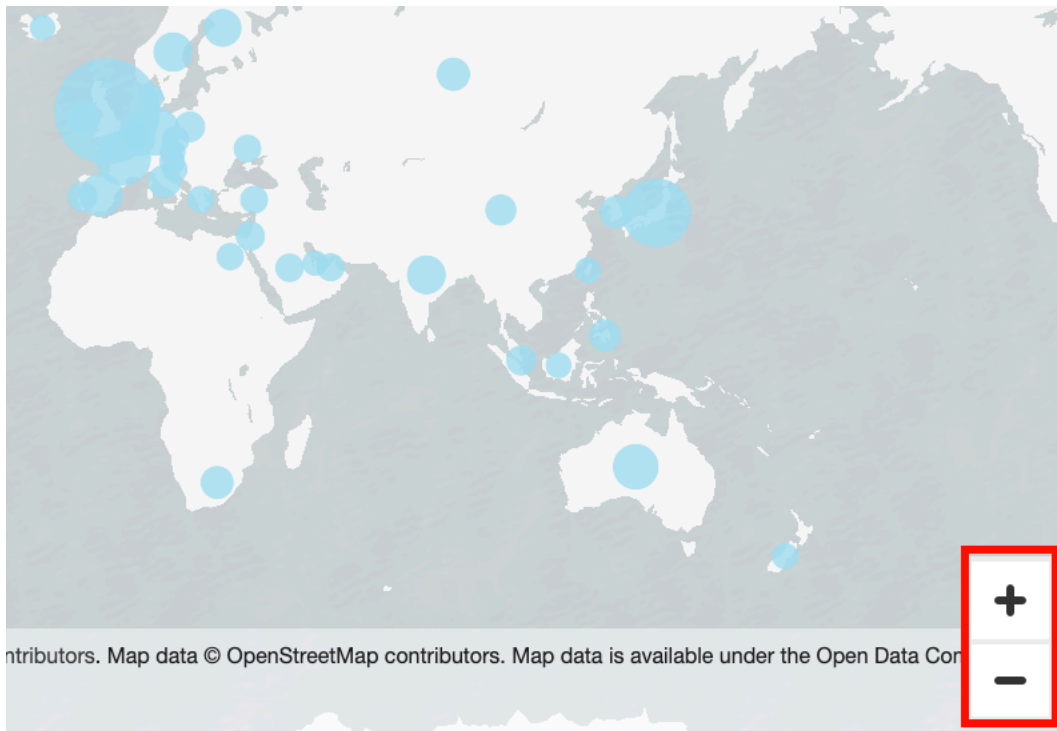 ntributors. Map data © OpenStreetMap contributors. Map data is available under the Open Data Con
+
−